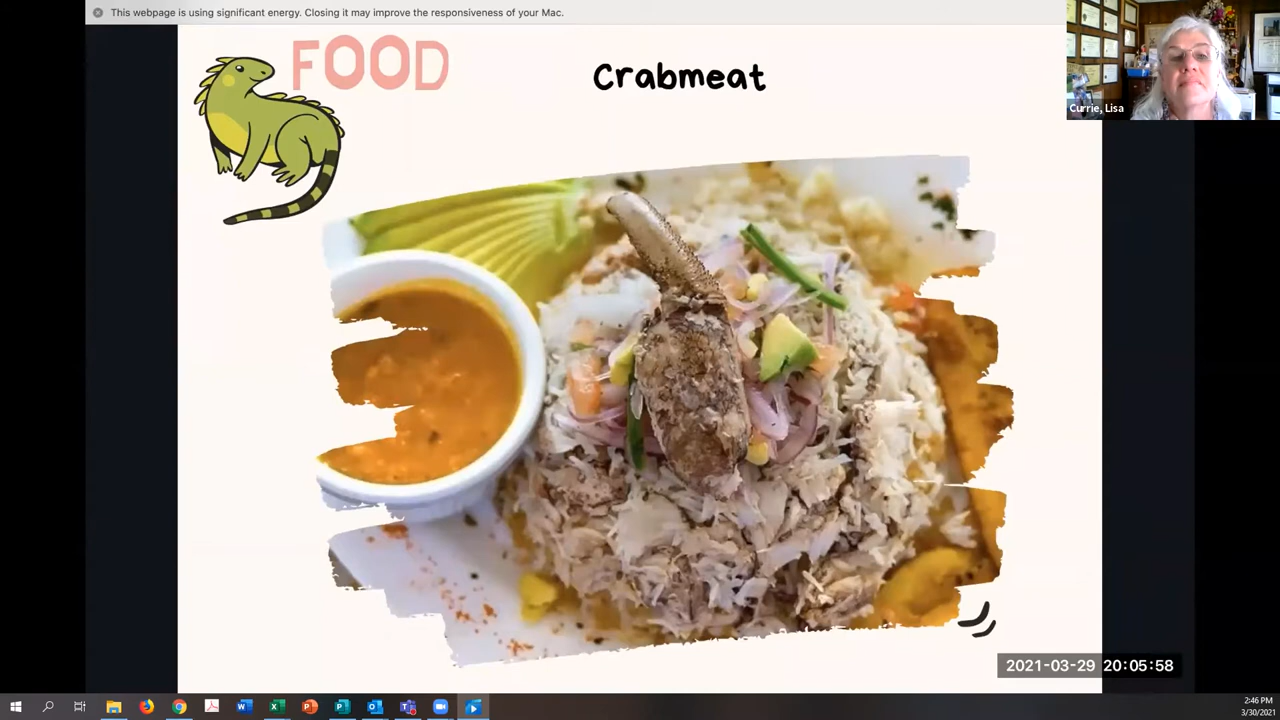 This webpage is using significant energy. Closing it may improve the responsiveness of your Mac.
FOOD
Crabmeat
Currie, Lisa
2021-03-29 20:05:58
2:46 PM
3/30/2021